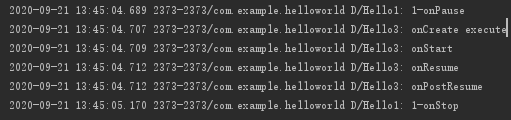 2020-09-21 13:45:04.689 2373-2373/com.example.helloworld D/Hello1: 1-onPause
2020-09-21 13:45:04.707 2373-2373/com.example.helloworld D/Hello3: onCreate execute
2020-09-21 13:45:04.709 2373-2373/com.example.helloworld D/Hello3: onStart
2020-09-21 13:45:04.712 2373-2373/com.example.helloworld D/Hello3: onResume
2020-09-21 13:45:04.712 2373-2373/com.example.helloworld D/Hello3: onPostResume
2020-09-21 13:45:05.170 2373-2373/com.example.helloworld D/Hello1: 1-onStop